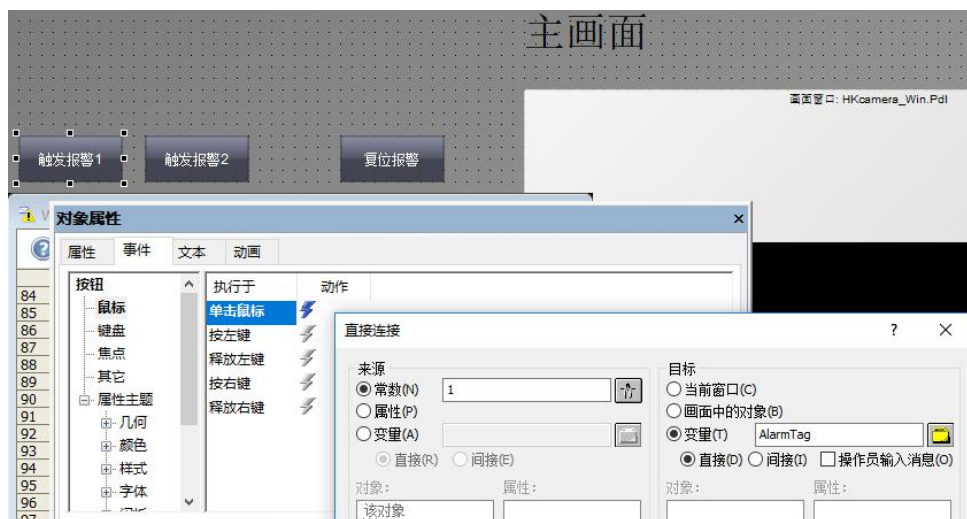 主画面
画面窗口: HKcamera_Win.Pdl
触发报警1 触发报警2 复位报警
W
对象属性
属性 事件 文本 动画
按钮
鼠标
键盘
焦点
其它
属性主题
几何
颜色
样式
字体
执行于 动作
单击鼠标
按左键
释放左键
按右键
释放右键
84
85
86
87
88
89
90
91
92
93
94
95
96
97
直接连接 ?
来源
常数(N) 1
属性(P)
变量(A)
直接(R) 间接(E)
对象: 属性:
该对象
目标
当前窗口(C)
画面中的对象(B)
变量(T) AlarmTag
直接(D) 间接(I) 操作员输入消息(O)
对象: 属性: